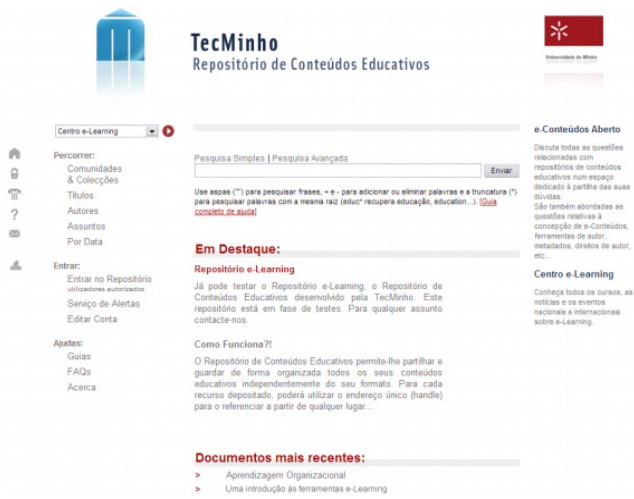 TecMinho
Repositório de Conteúdos Educativos
Universidade do Minho
Centro e-Learning
Percorrer:
Comunidades
& Colecções
Títulos
Autores
Assuntos
Por Data
Entrar:
Entrar no Repositório
utilizadores autorizados
Serviço de Alertas
Editar Conta
Ajudas:
Guias
FAQs
Acerca
Pesquisa Simples | Pesquisa Avançada
Enviar
Use aspas ("") para pesquisar frases, + e - para adicionar ou eliminar palavras e a truncatura (*)
para pesquisar palavras com a mesma raiz (educ* recupera educação, education...). [Guia
completo de ajuda]
Em Destaque:
Repositório e-Learning
Já pode testar o Repositório e-Learning, o Repositório de
Conteúdos Educativos desenvolvido pela TecMinho. Este
repositório está em fase de testes. Para qualquer assunto
contacte-nos.
Como Funciona?!
O Repositório de Conteúdos Educativos permite-lhe partilhar e
guardar de forma organizada todos os seus conteúdos
educativos independentemente do seu formato. Para cada
recurso depositado, poderá utilizar o endereço único (handle)
para o referenciar a partir de qualquer lugar...
Documentos mais recentes:
> Aprendizagem Organizacional
> Uma introdução às ferramentas e-Learning
e-Conteúdos Aberto
Discuta todas as questões
relacionadas com
repositórios de conteúdos
educativos num espaço
dedicado à partilha das suas
dúvidas.
São também abordadas as
questões relativas à
concepção de e-Conteúdos,
ferramentas de autor,
metadados, direitos de autor,
etc...
Centro e-Learning
Conheça todos os cursos, as
notícias e os eventos
nacionais e internacionais
sobre e-Learning.